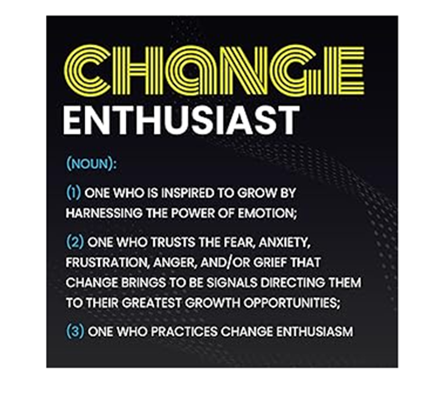 CHANGE
ENTHUSIAST
(NOUN):
(1) ONE WHO IS INSPIRED TO GROW BY
HARNESSING THE POWER OF EMOTION;
(2) ONE WHO TRUSTS THE FEAR, ANXIETY,
FRUSTRATION, ANGER, AND/OR GRIEF THAT
CHANGE BRINGS TO BE SIGNALS DIRECTING THEM
TO THEIR GREATEST GROWTH OPPORTUNITIES;
(3) ONE WHO PRACTICES CHANGE ENTHUSIASM